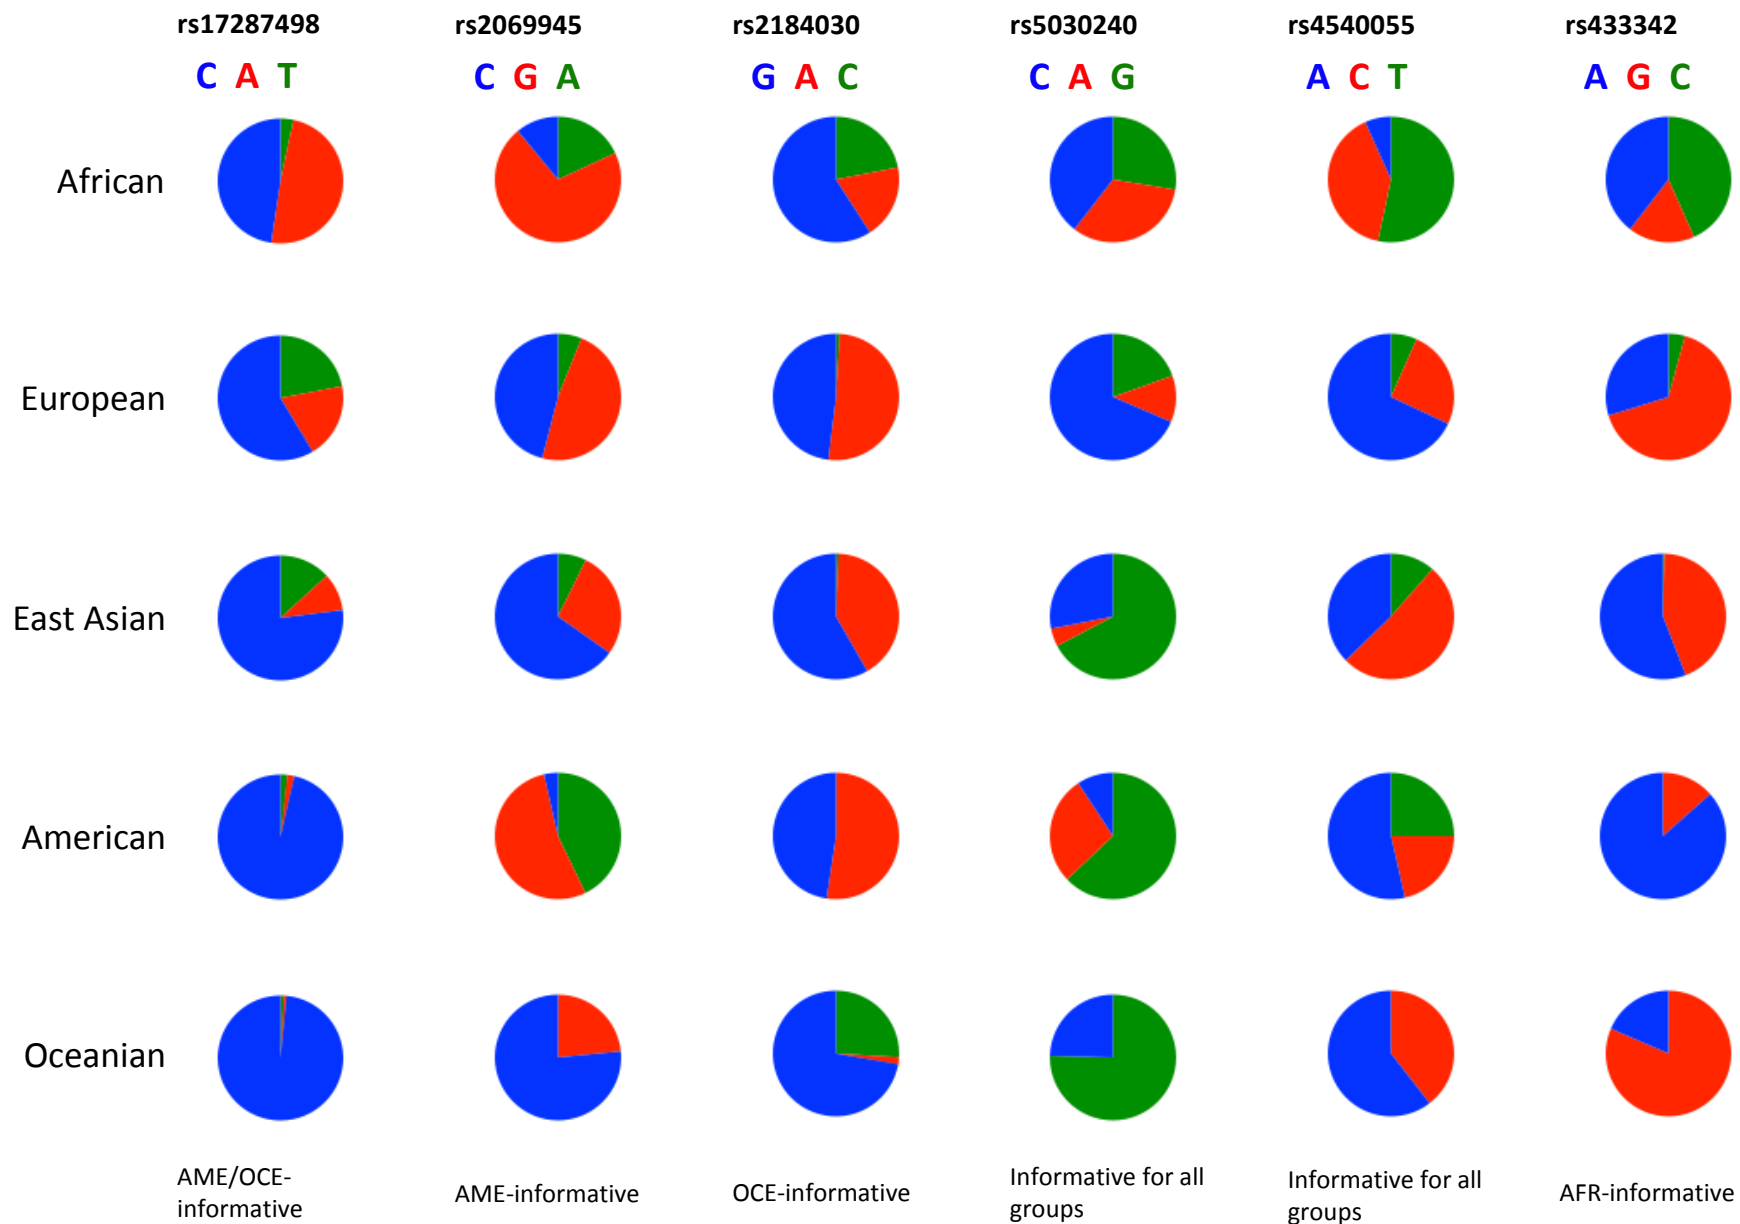 rs17287498 rs2069945 rs2184030 rs5030240 rs4540055 rs433342
C A T C G A G A C C A G A C T A G C
African
European
East Asian
American
Oceanian
AME/OCE-
informative
AME-informative
OCE-informative
Informative for all
groups
Informative for all
groups
AFR-informative